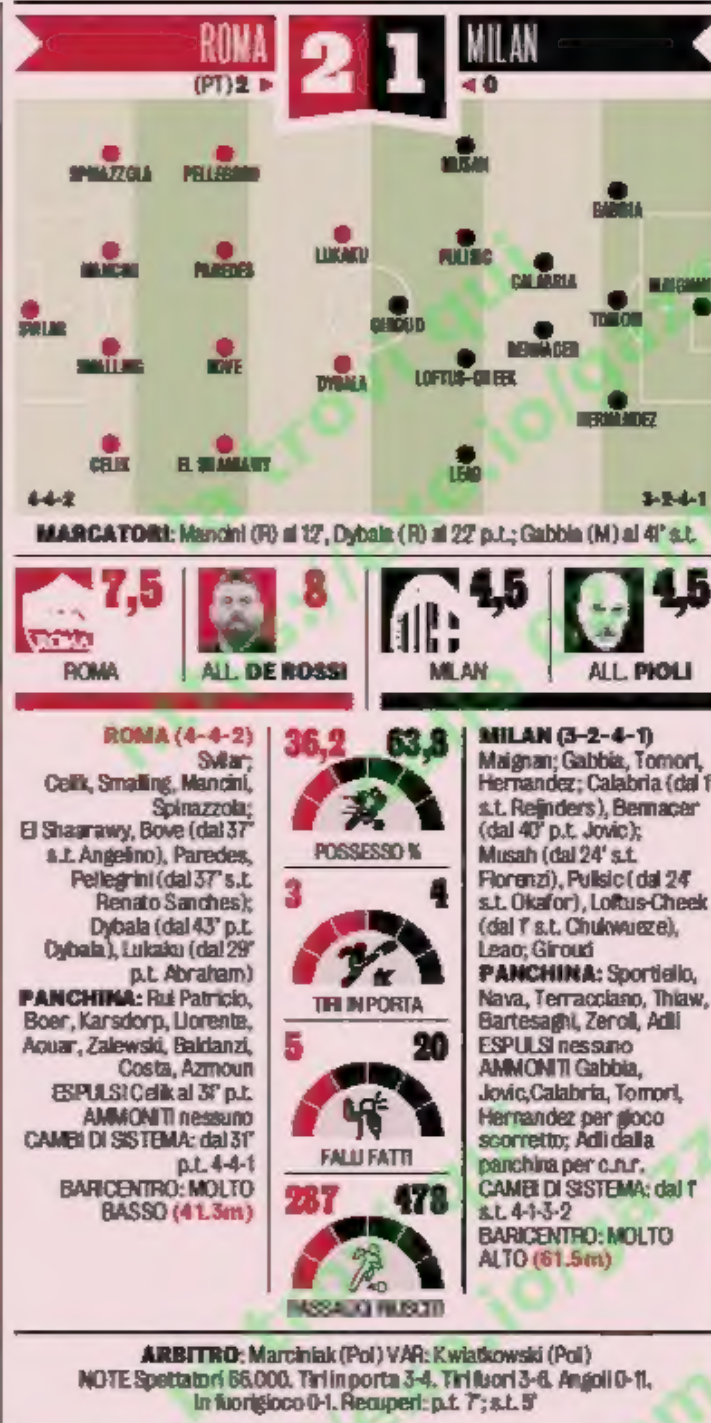 ROMA
2 1
MILAN
(PT) 2
0
SPINAZZOLA
PELLEGRINI
MUSAH
GABBIA
MANCINI
PAREDES
LUKAKU
PULISIC
CALABRIA
MAIGNAN
SVILAR
GIROUD
TOMORI
SMALLING
BOVE
BENNACER
DYBALA
LOFTUS-CHEEK
HERNANDEZ
CELIK
EL SHAARAWY
LEAO
4-4-2
3-2-4-1
MARCATORI: Mancini (R) al 12', Dybala (R) al 22' p.t.; Gabbia (M) al 41' s.t.
7,5
ROMA
8
ALL. DE ROSSI
4,5
MILAN
4,5
ALL. PIOLI
ROMA (4-4-2)
Svilar;
Celik, Smalling, Mancini,
Spinazzola;
El Shaarawy, Bove (dal 37'
s.t. Angelino), Paredes,
Pellegrini (dal 37' s.t.
Renato Sanches);
Dybala (dal 43' p.t.
Dybala), Lukaku (dal 29'
p.t. Abraham)
PANCHINA: Rui Patricio,
Boer, Karsdorp, Llorente,
Aouar, Zalewski, Baldanzi,
Costa, Azmoun
ESPULSI Celik al 31' p.t.
AMMONITI nessuno
CAMBI DI SISTEMA: dal 31'
p.t. 4-4-1
BARICENTRO: MOLTO
BASSO (41.3m)
36,2 63,8
POSSESSO %
3 4
TIRI IN PORTA
5 20
FALLI FATTI
287 478
PASSAGGI RIUSCITI
MILAN (3-2-4-1)
Maignan; Gabbia, Tomori,
Hernandez; Calabria (dal 1'
s.t. Reijnders), Bennacer
(dal 40' p.t. Jovic);
Musah (dal 24' s.t.
Florenzi), Pulisic (dal 24'
s.t. Okafor), Loftus-Cheek
(dal 1' s.t. Chukwueze),
Leao; Giroud
PANCHINA: Sportiello,
Nava, Terracciano, Thiaw,
Bartesaghi, Zeroli, Adli
ESPULSI nessuno
AMMONITI Gabbia,
Jovic,Calabria, Tomori,
Hernandez per gioco
scorretto; Adli dalla
panchina per c.n.r.
CAMBI DI SISTEMA: dal 1'
s.t. 4-1-3-2
BARICENTRO: MOLTO
ALTO (61.5m)
ARBITRO: Marciniak (Pol) VAR: Kwiatkowski (Pol)
NOTE Spettatori 66.000. Tiri in porta 3-4. Tiri fuori 3-6. Angoli 0-11.
In fuorigioco 0-1. Recuperi: p.t. 7'; s.t. 5'